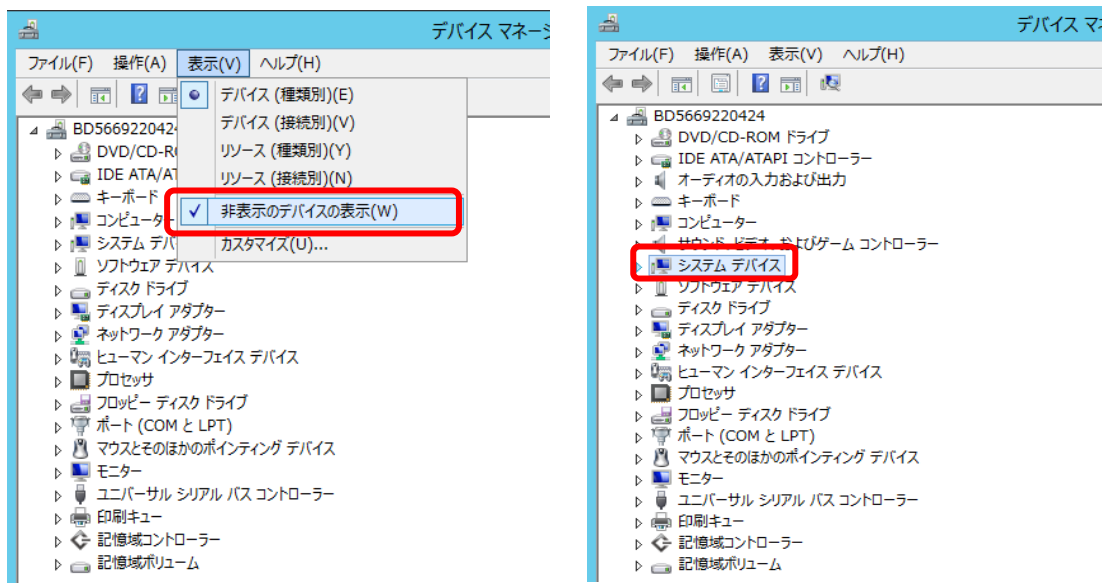 デバイス マネージ
ファイル(F) 操作(A) 表示(V) ヘルプ(H)
デバイス (種類別)(E)
デバイス (接続別)(V)
リソース (種類別)(Y)
リソース (接続別)(N)
非表示のデバイスの表示(W)
カスタマイズ(U)...
BD566922042
DVD/CD-R
IDE ATA/AT
キーボード
コンピューター
システム デバ
ソフトウェア デバイス
ディスク ドライブ
ディスプレイ アダプター
ネットワーク アダプター
ヒューマン インターフェイス デバイス
プロセッサ
フロッピー ディスク ドライブ
ポート (COM と LPT)
マウスとそのほかのポインティング デバイス
モニター
ユニバーサル シリアル バス コントローラー
印刷キュー
記憶域コントローラー
記憶域ボリューム
デバイス マネ
ファイル(F) 操作(A) 表示(V) ヘルプ(H)
BD5669220424
DVD/CD-ROM ドライブ
IDE ATA/ATAPI コントローラー
オーディオの入力および出力
キーボード
コンピューター
サウンド、ビデオ、およびゲーム コントローラー
システム デバイス
ソフトウェア デバイス
ディスク ドライブ
ディスプレイ アダプター
ネットワーク アダプター
ヒューマン インターフェイス デバイス
プロセッサ
フロッピー ディスク ドライブ
ポート (COM と LPT)
マウスとそのほかのポインティング デバイス
モニター
ユニバーサル シリアル バス コントローラー
印刷キュー
記憶域コントローラー
記憶域ボリューム